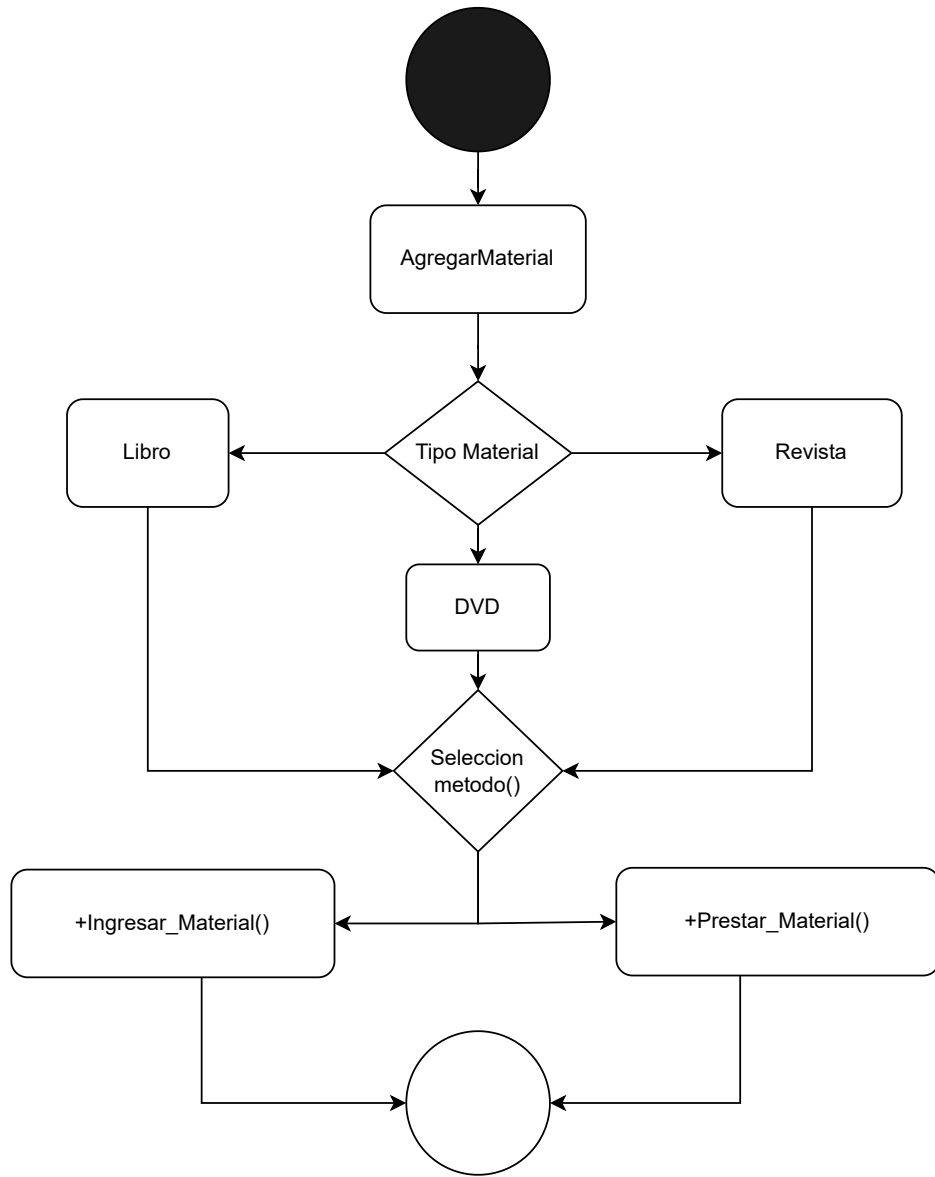 AgregarMaterial
Libro
Tipo Material
Revista
DVD
Seleccion
metodo()
+Ingresar_Material()
+Prestar_Material()